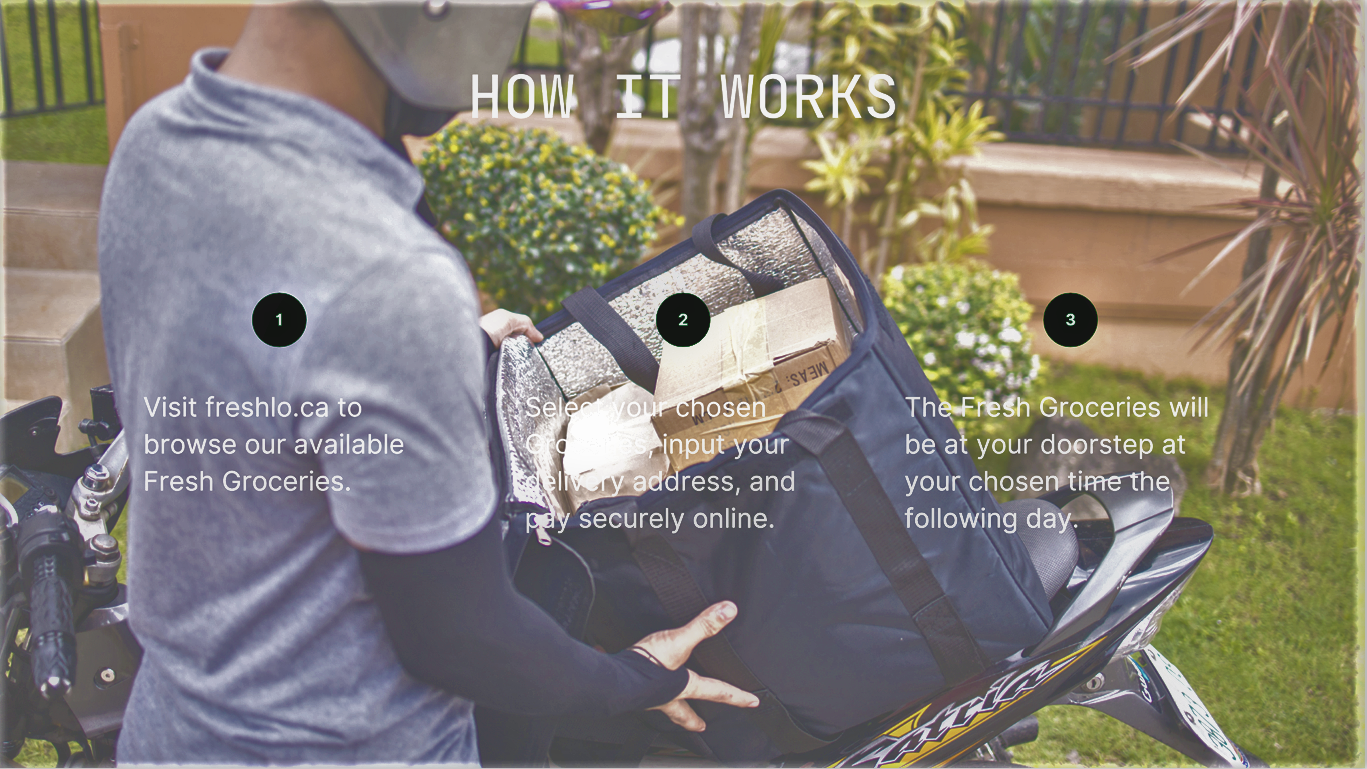 HOW IT WORKS
1
2
3
Visit freshlo.ca to
browse our available
Fresh Groceries.
Select your chosen
Groceries, input your
delivery address, and
pay securely online.
The Fresh Groceries will
be at your doorstep at
your chosen time the
following day.
MEAS: